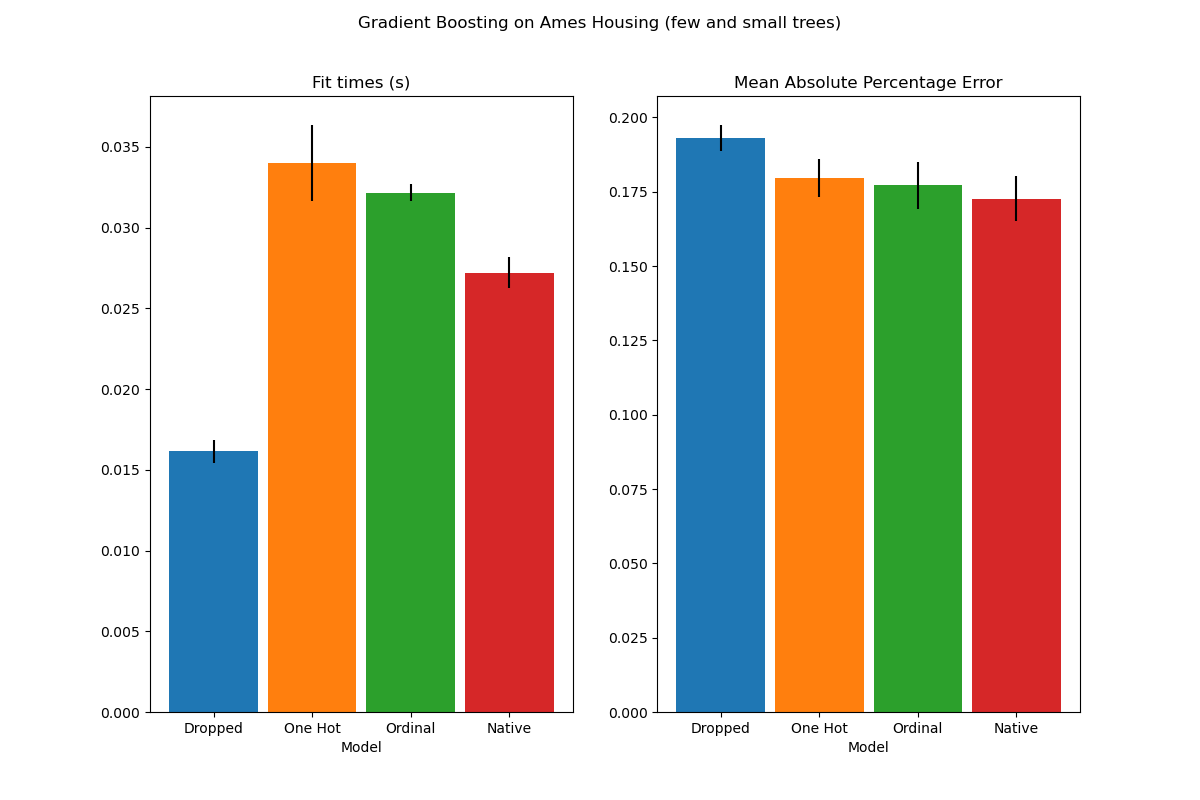 Gradient Boosting on Ames Housing (few and small trees)
Fit times (s)
0.035
0.030
0.025
0.020
0.015
0.010
0.005
0.000
Dropped One Hot Ordinal Native
Model
Mean Absolute Percentage Error
0.200
0.175
0.150
0.125
0.100
0.075
0.050
0.025
0.000
Dropped One Hot Ordinal Native
Model